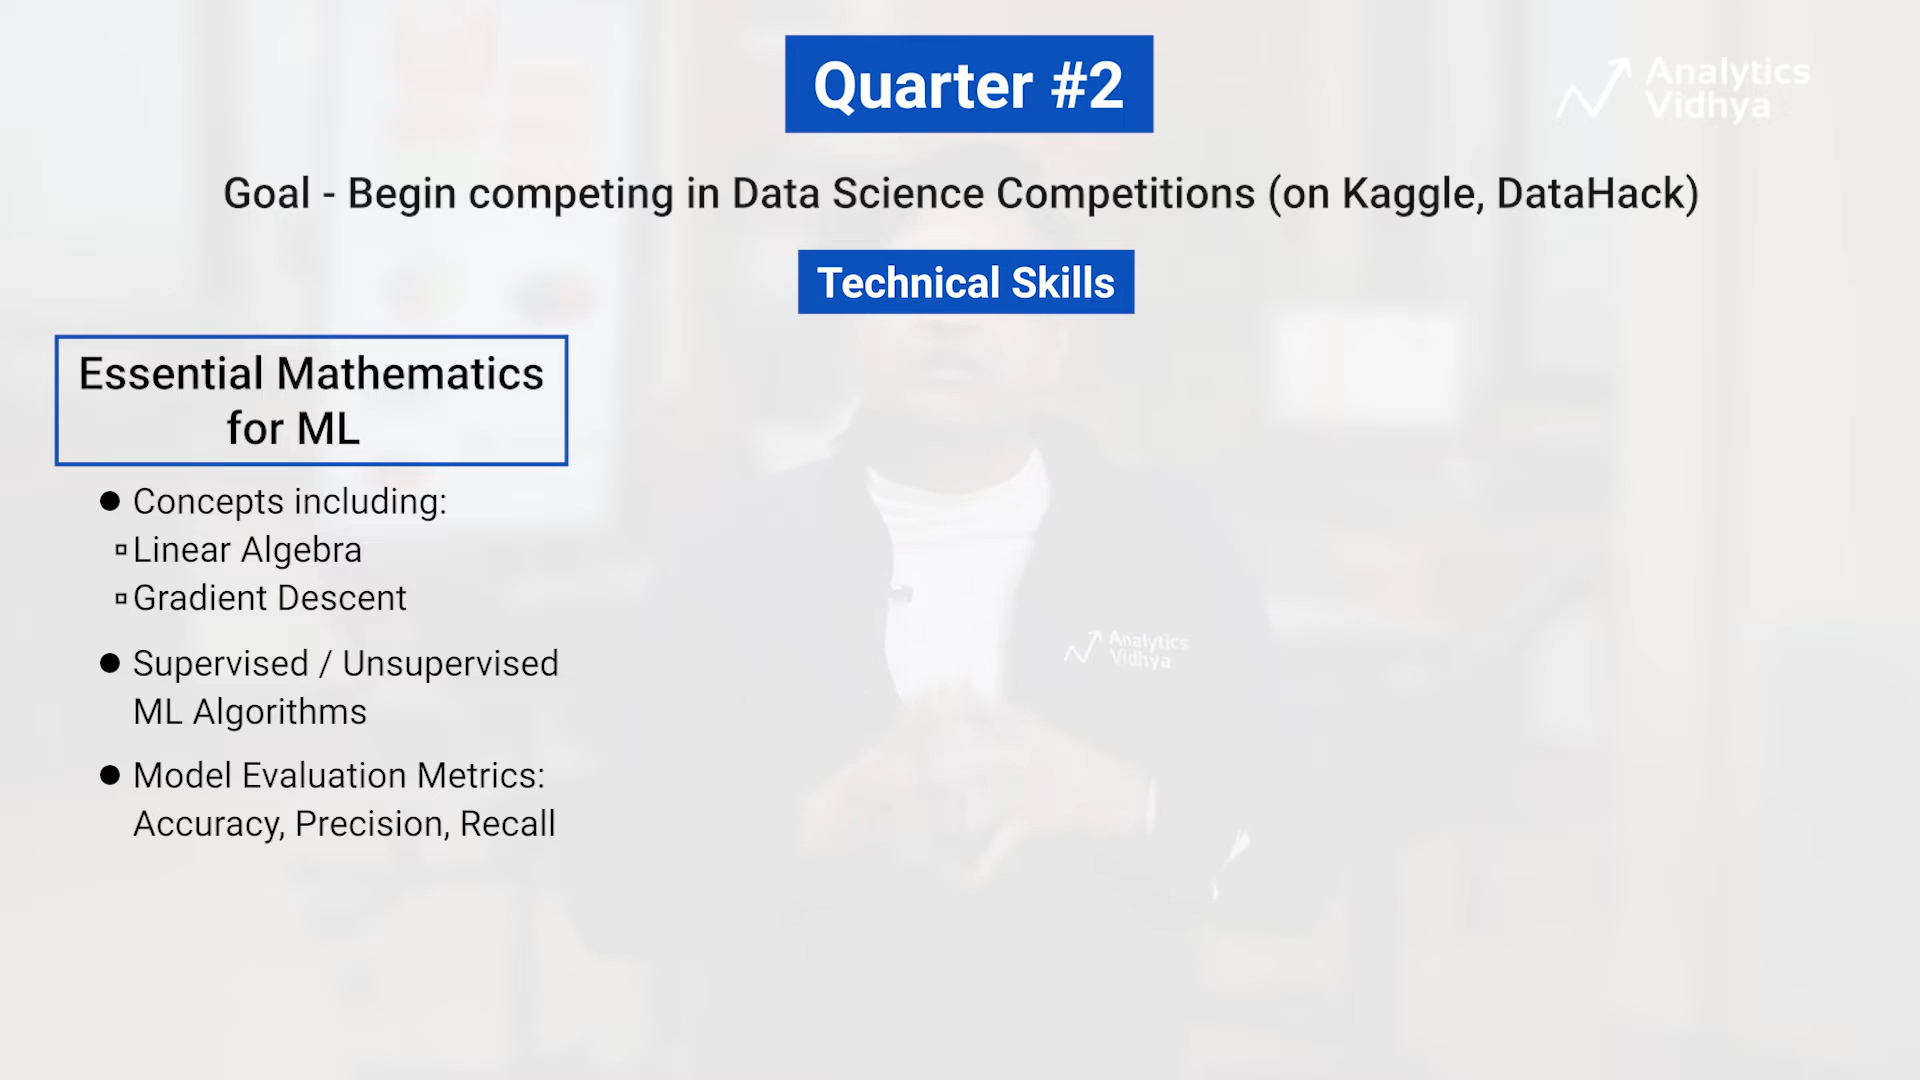 Quarter #2
Analytics
Vidhya
Goal - Begin competing in Data Science Competitions (on Kaggle, DataHack)
Technical Skills
Essential Mathematics
for ML
● Concepts including:
▫ Linear Algebra
▫ Gradient Descent
● Supervised / Unsupervised
ML Algorithms
● Model Evaluation Metrics:
Accuracy, Precision, Recall
Analytics
Vidhya